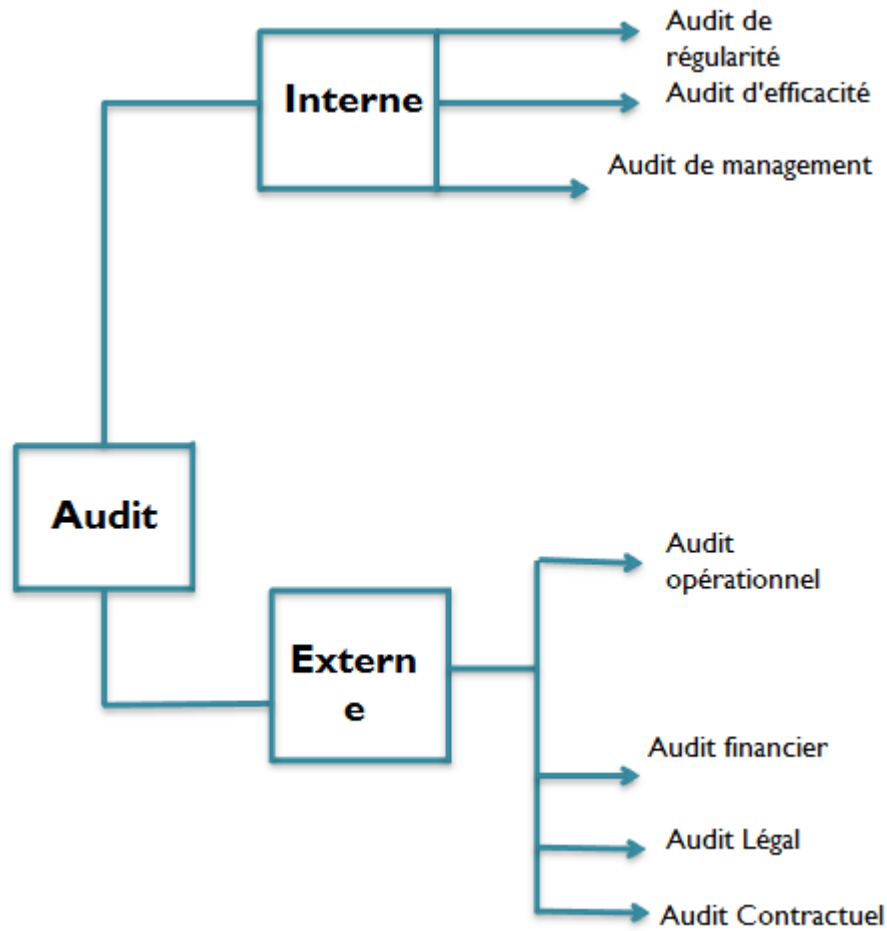 Audit de
régularité
Audit d'efficacité
Interne
Audit de management
Audit
Audit
opérationnel
Extern
e
Audit financier
Audit Légal
Audit Contractuel